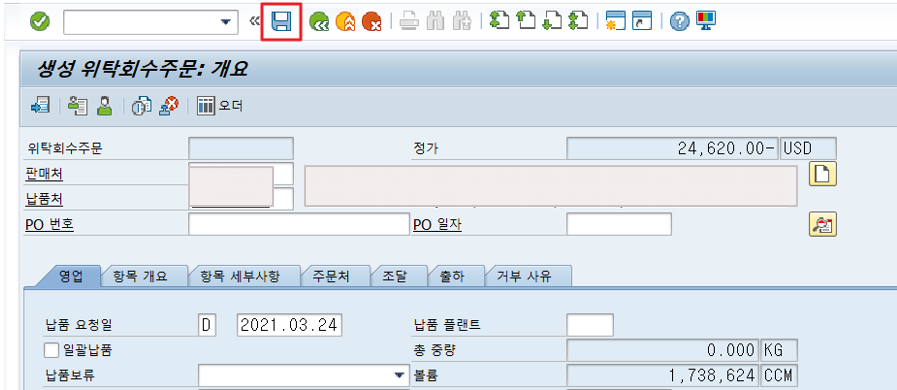 생성 위탁회수주문: 개요
오더
위탁회수주문 정가 24,620.00- USD
판매처
납품처
PO 번호 PO 일자
영업 항목 개요 항목 세부사항 주문처 조달 출하 거부 사유
납품 요청일 D 2021.03.24 납품 플랜트
일괄납품 총 중량 0.000 KG
납품보류 볼륨 1,738,624 CCM